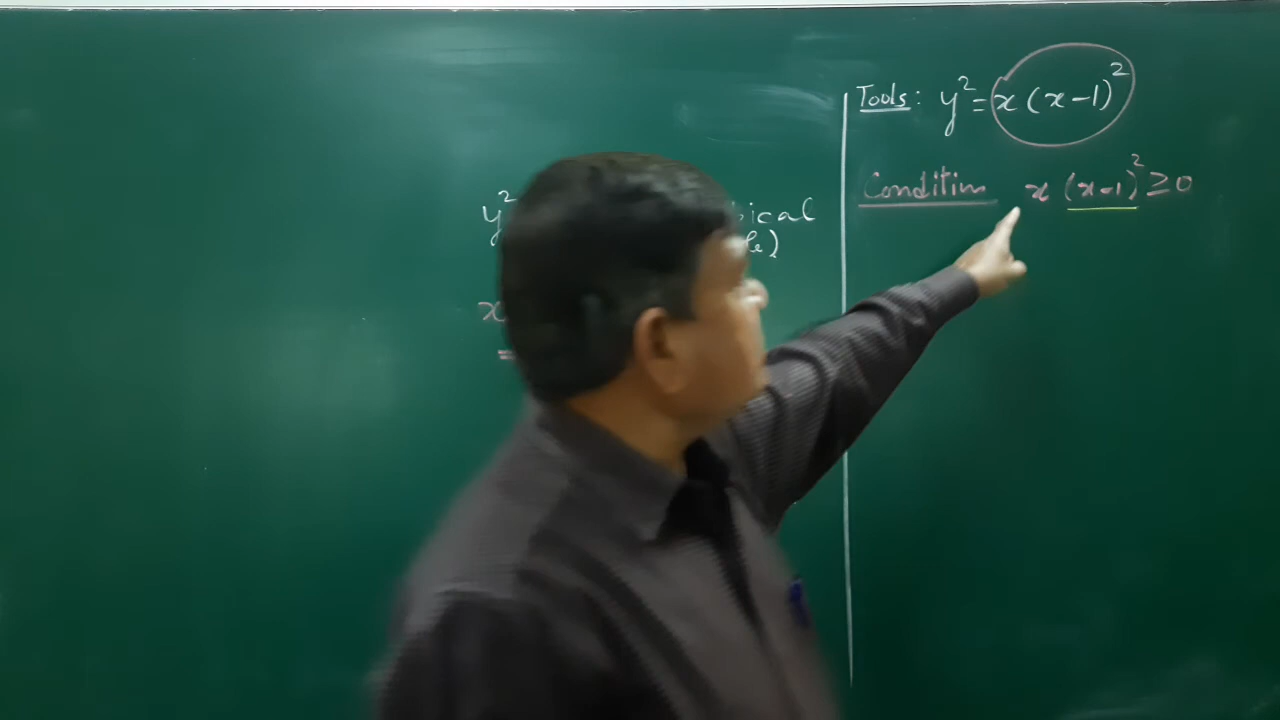 Tools: y² = x(x-1)²
Condition x (x-1)² ≥ 0
y²
x
=